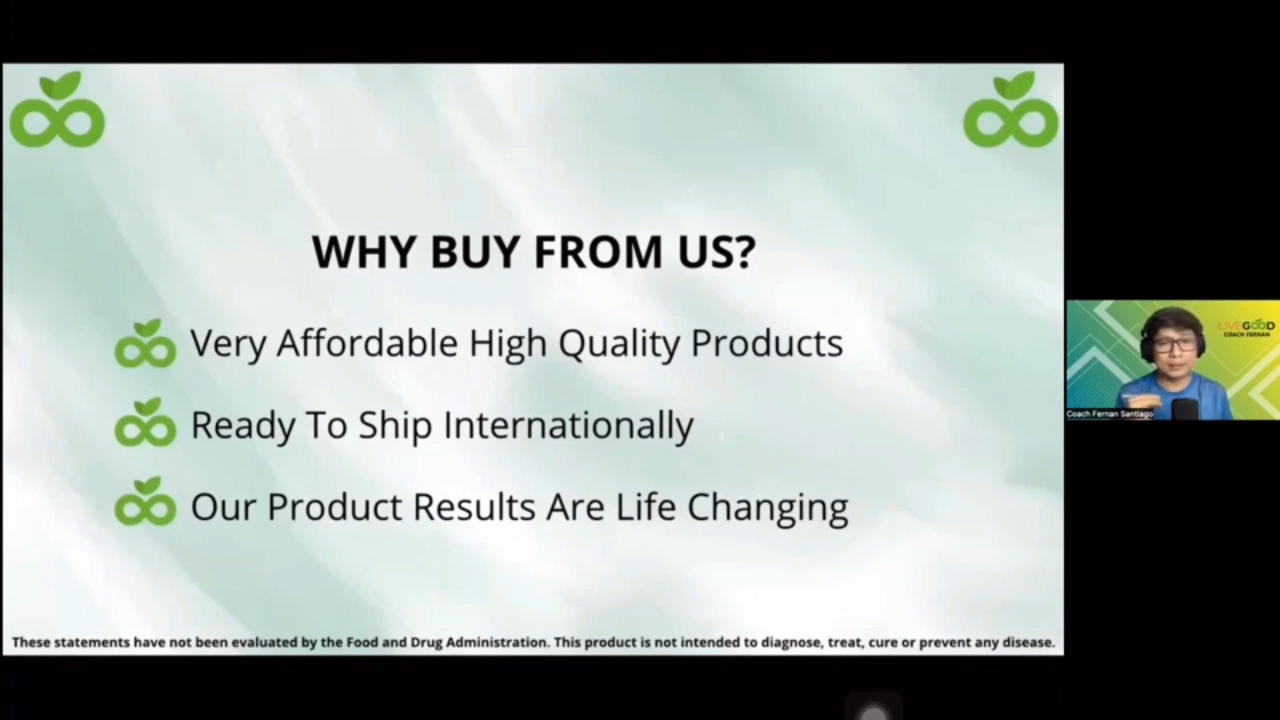 WHY BUY FROM US?
Very Affordable High Quality Products
Ready To Ship Internationally
Our Product Results Are Life Changing
These statements have not been evaluated by the Food and Drug Administration. This product is not intended to diagnose, treat, cure or prevent any disease.
LIVEGOOD
COACH FERNAN
Coach Fernan Santiago